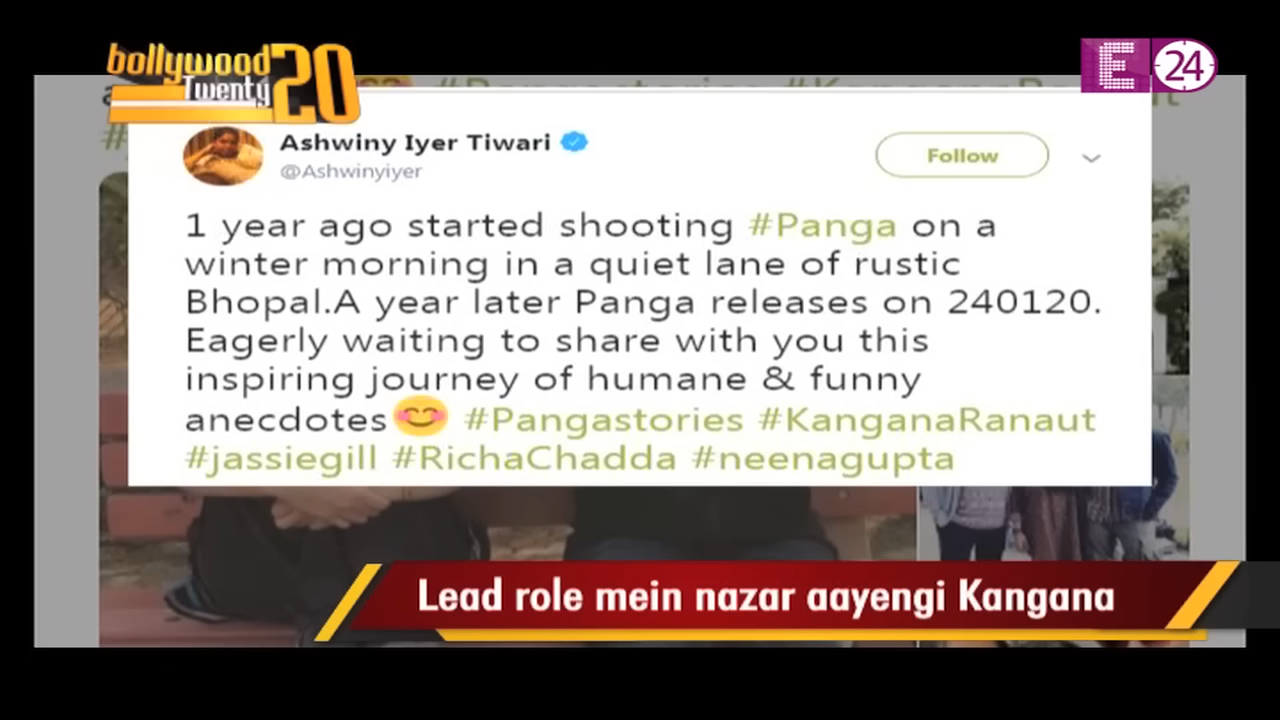 bollywood
Twenty
20
E 24
Ashwiny Iyer Tiwari
@Ashwinyiyer
Follow
1 year ago started shooting #Panga on a
winter morning in a quiet lane of rustic
Bhopal.A year later Panga releases on 240120.
Eagerly waiting to share with you this
inspiring journey of humane & funny
anecdotes😊 #Pangastories #KanganaRanaut
#jassiegill #RichaChadda #neenagupta
Lead role mein nazar aayengi Kangana